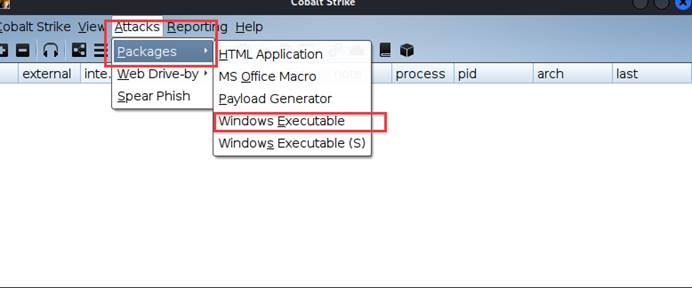 Cobalt Strike
Cobalt Strike View Attacks Reporting Help
Packages
HTML Application
external inte... note process pid arch last
Web Drive-by
MS Office Macro
Spear Phish
Payload Generator
Windows Executable
Windows Executable (S)